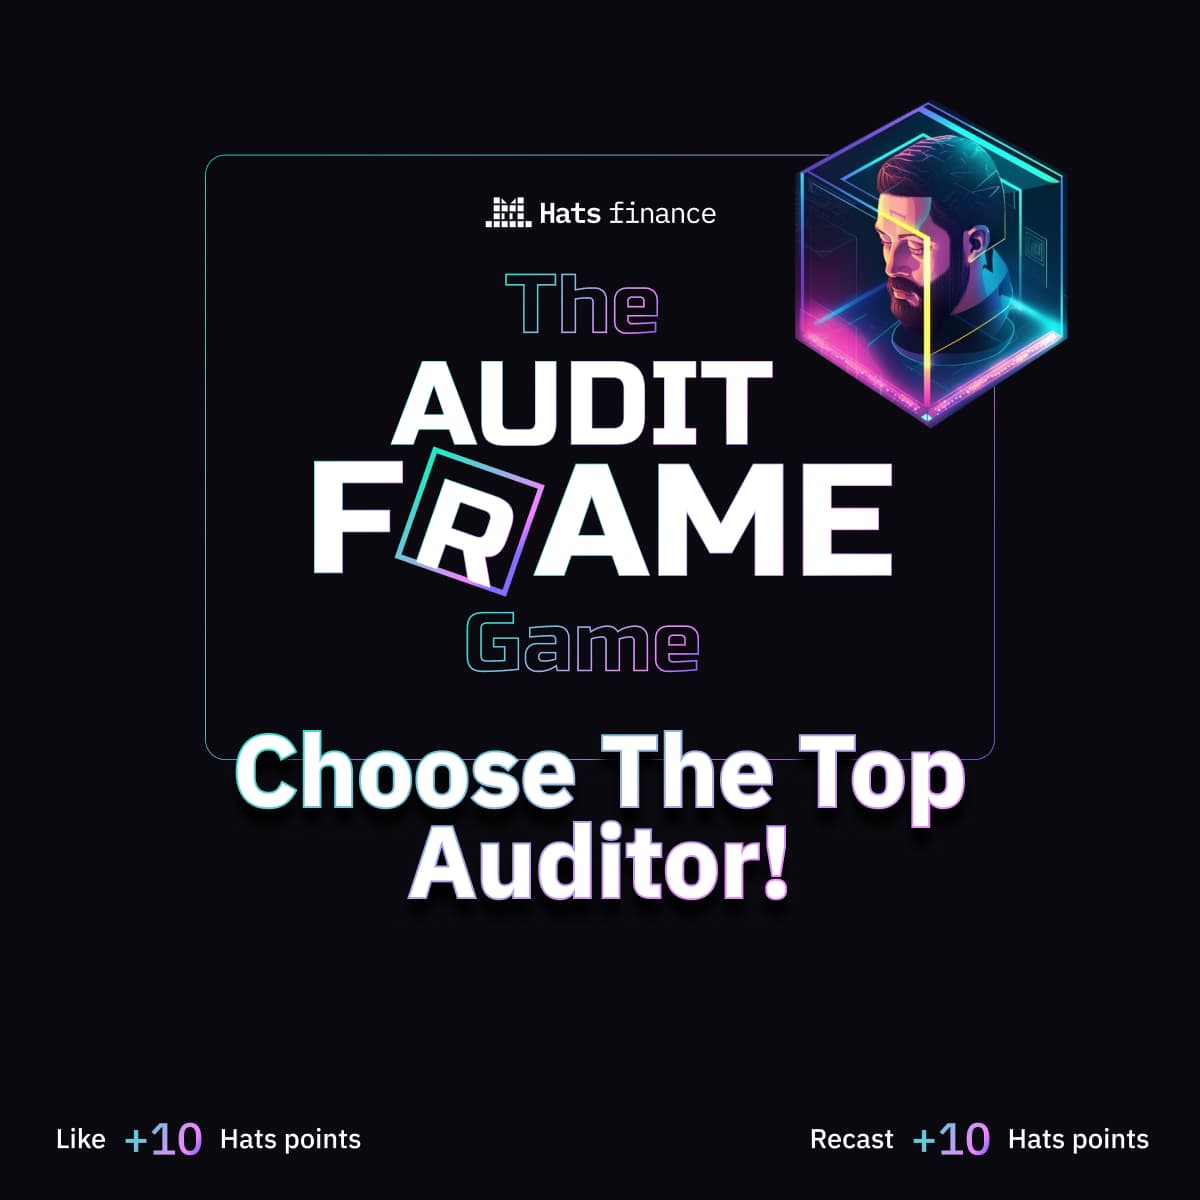 Hats finance
The
AUDIT
FRAME
Game
Choose The Top
Auditor!
Like +10 Hats points
Recast +10 Hats points